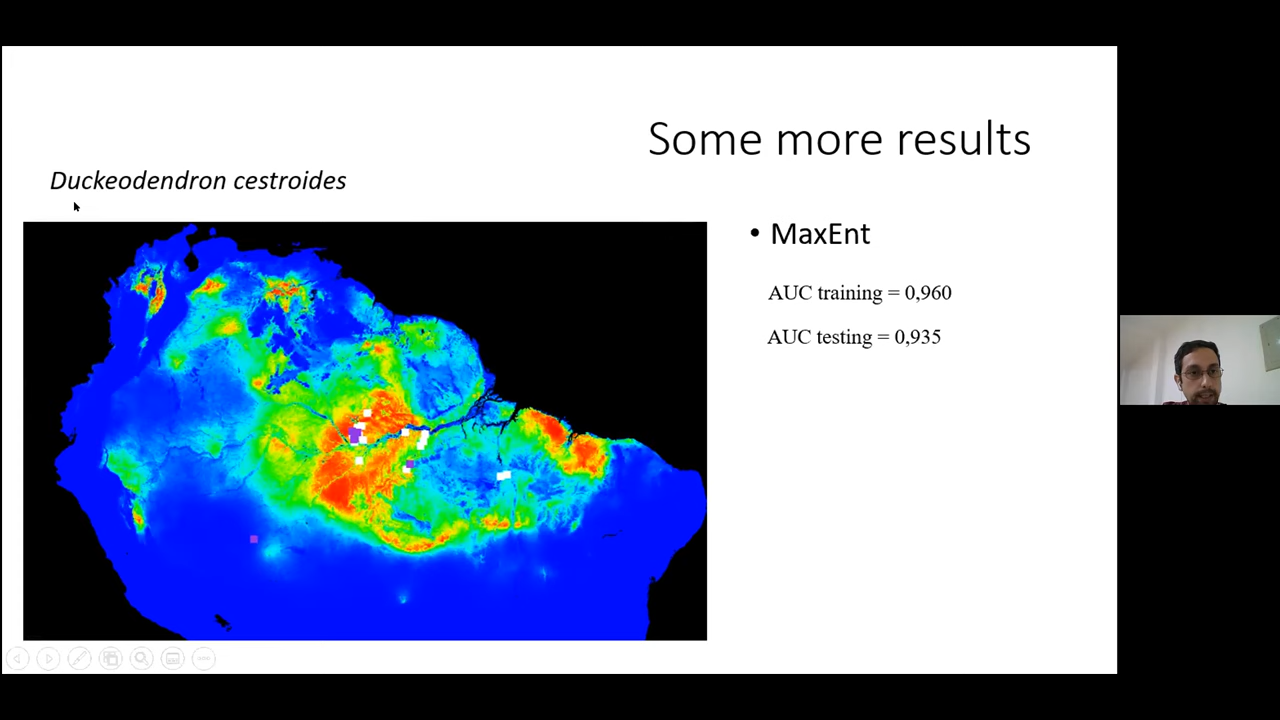 Some more results
Duckeodendron cestroides
• MaxEnt
AUC training = 0,960
AUC testing = 0,935